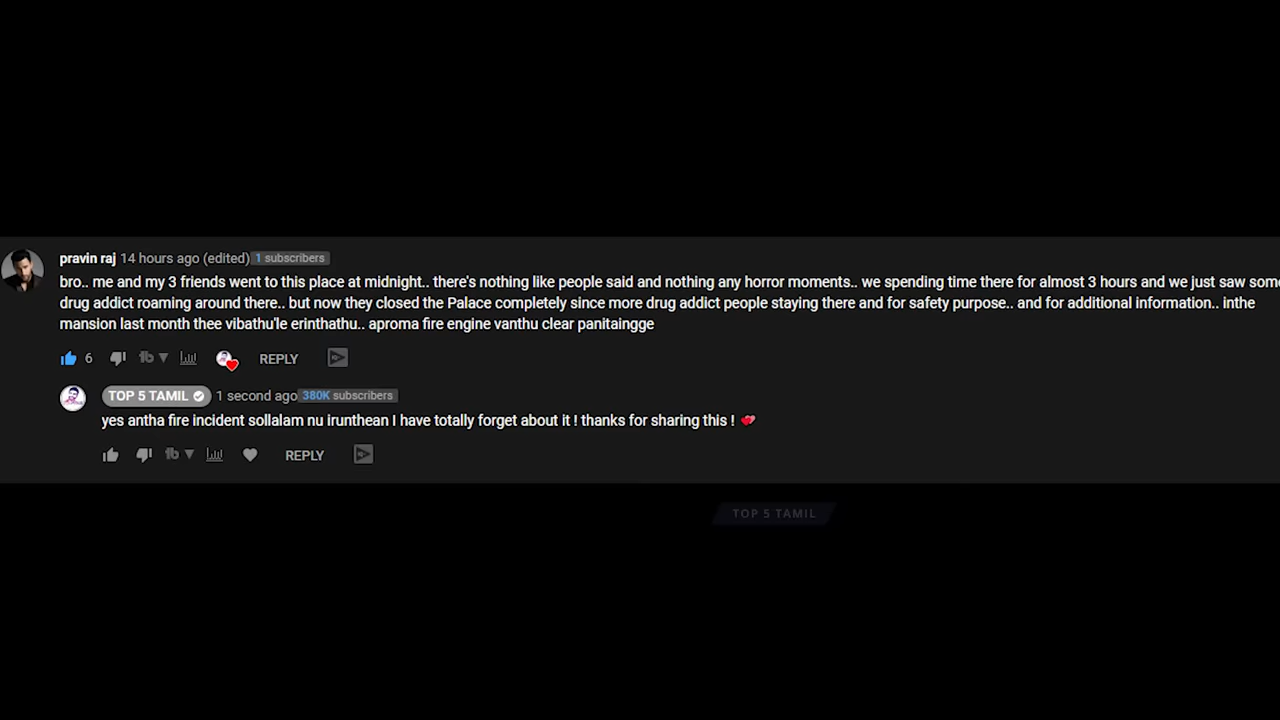 pravin raj 14 hours ago (edited) 1 subscribers
bro.. me and my 3 friends went to this place at midnight.. there's nothing like people said and nothing any horror moments.. we spending time there for almost 3 hours and we just saw some
drug addict roaming around there.. but now they closed the Palace completely since more drug addict people staying there and for safety purpose.. and for additional information.. inthe
mansion last month thee vibathu'le erinthathu.. aproma fire engine vanthu clear panitaingge
6 REPLY
TOP 5 TAMIL 1 second ago 380K subscribers
yes antha fire incident sollalam nu irunthean I have totally forget about it ! thanks for sharing this !
REPLY
TOP 5 TAMIL